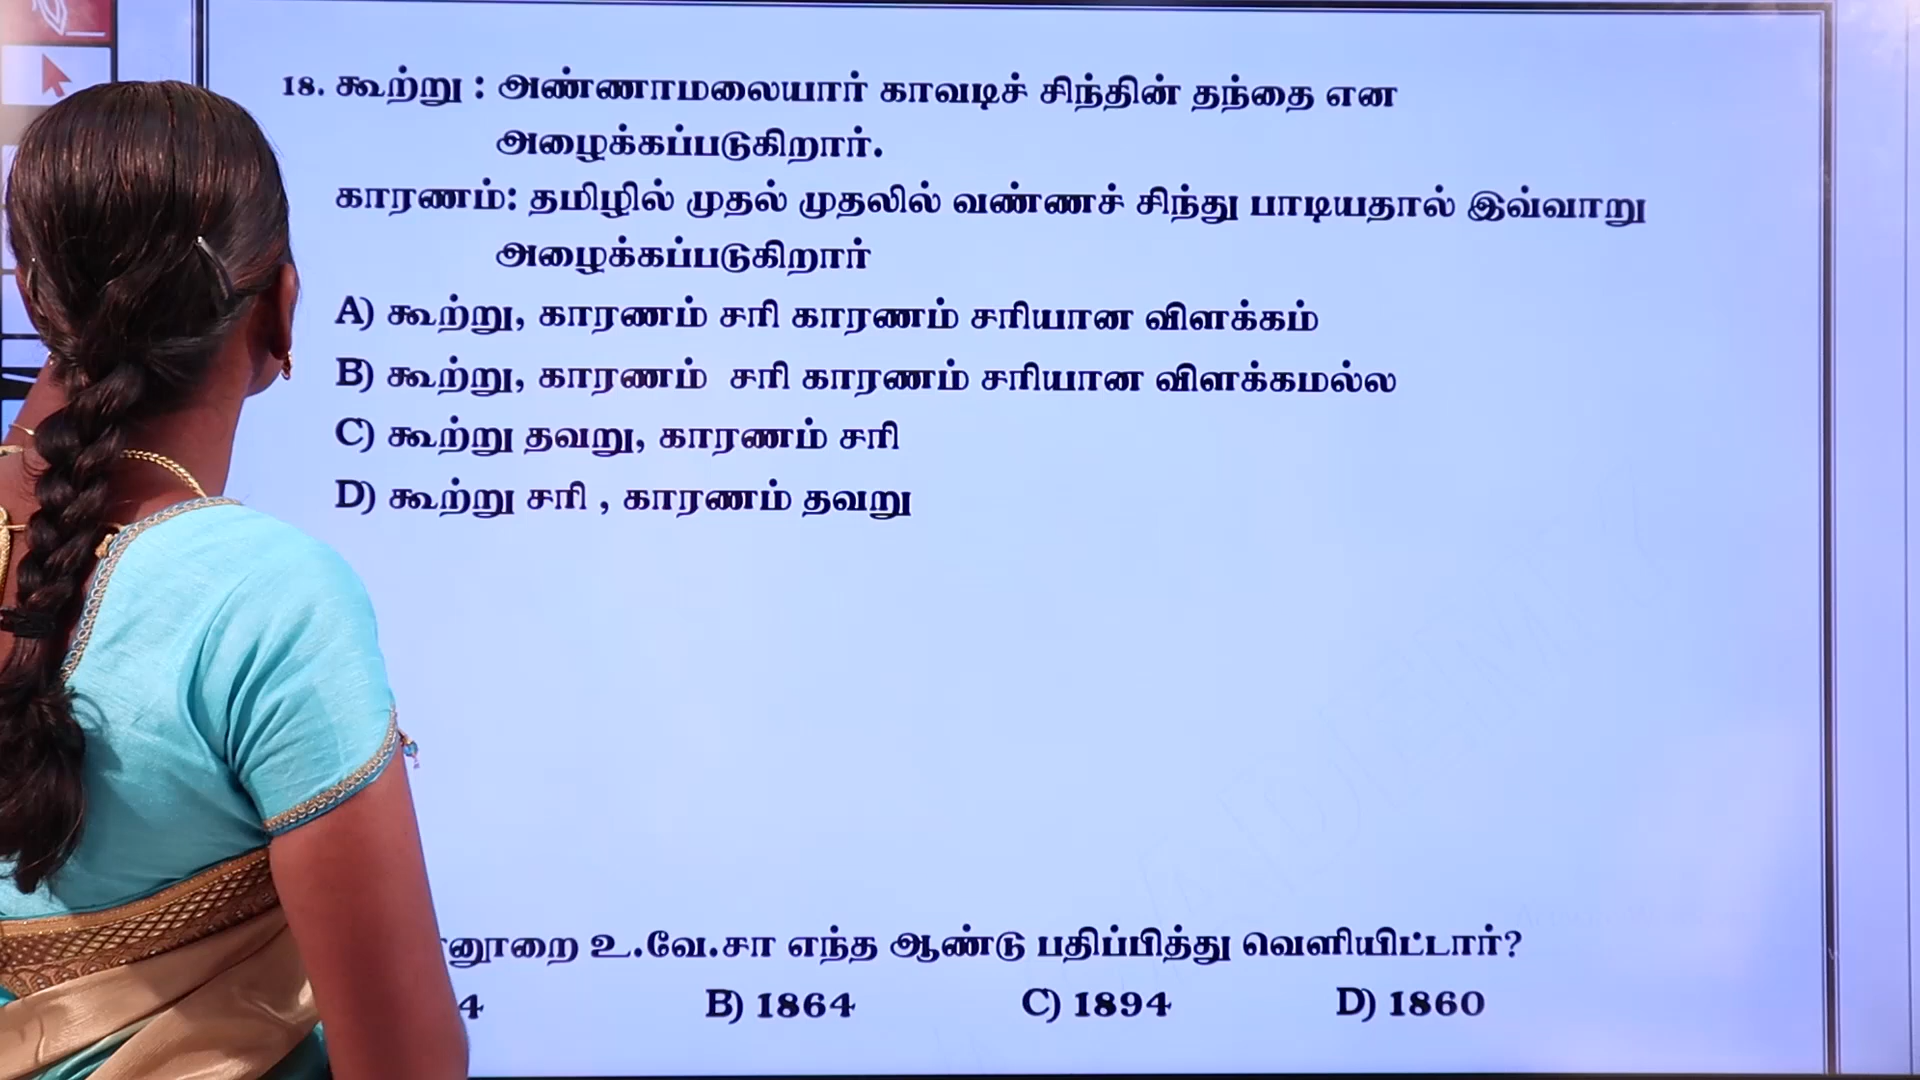 18. கூற்று : அண்ணாமலையார் காவடிச் சிந்தின் தந்தை என
அழைக்கப்படுகிறார்.
காரணம்: தமிழில் முதல் முதலில் வண்ணச் சிந்து பாடியதால் இவ்வாறு
அழைக்கப்படுகிறார்
A) கூற்று, காரணம் சரி காரணம் சரியான விளக்கம்
B) கூற்று, காரணம் சரி காரணம் சரியான விளக்கமல்ல
C) கூற்று தவறு, காரணம் சரி
D) கூற்று சரி , காரணம் தவறு
உ.வே.சா எந்த ஆண்டு பதிப்பித்து வெளியிட்டார்?
4 B) 1864 C) 1894 D) 1860